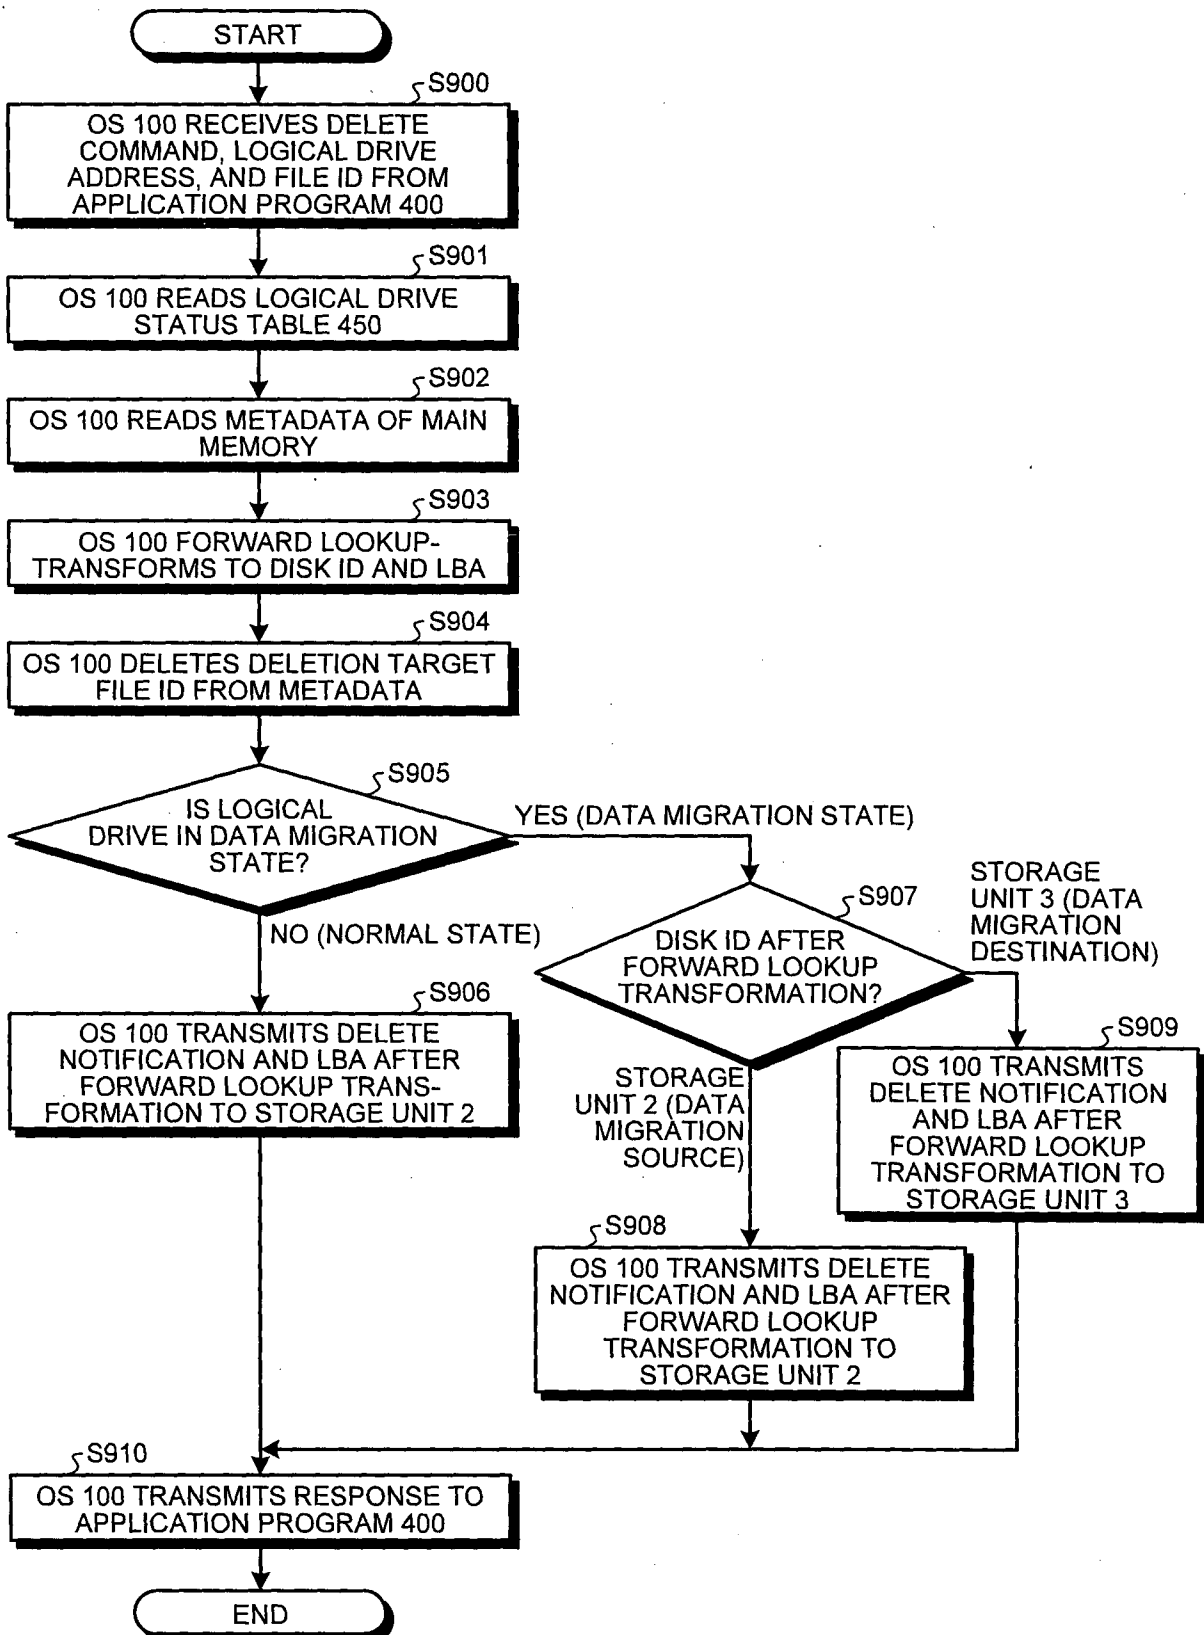 START
S900
OS 100 RECEIVES DELETE
COMMAND, LOGICAL DRIVE
ADDRESS, AND FILE ID FROM
APPLICATION PROGRAM 400
S901
OS 100 READS LOGICAL DRIVE
STATUS TABLE 450
S902
OS 100 READS METADATA OF MAIN
MEMORY
S903
OS 100 FORWARD LOOKUP-
TRANSFORMS TO DISK ID AND LBA
S904
OS 100 DELETES DELETION TARGET
FILE ID FROM METADATA
S905
IS LOGICAL
DRIVE IN DATA MIGRATION
STATE?
YES (DATA MIGRATION STATE)
NO (NORMAL STATE)
S906
OS 100 TRANSMITS DELETE
NOTIFICATION AND LBA AFTER
FORWARD LOOKUP TRANS-
FORMATION TO STORAGE UNIT 2
S907
DISK ID AFTER
FORWARD LOOKUP
TRANSFORMATION?
STORAGE
UNIT 3 (DATA
MIGRATION
DESTINATION)
STORAGE
UNIT 2 (DATA
MIGRATION
SOURCE)
S909
OS 100 TRANSMITS
DELETE NOTIFICATION
AND LBA AFTER
FORWARD LOOKUP
TRANSFORMATION TO
STORAGE UNIT 3
S908
OS 100 TRANSMITS DELETE
NOTIFICATION AND LBA AFTER
FORWARD LOOKUP
TRANSFORMATION TO
STORAGE UNIT 2
S910
OS 100 TRANSMITS RESPONSE TO
APPLICATION PROGRAM 400
END